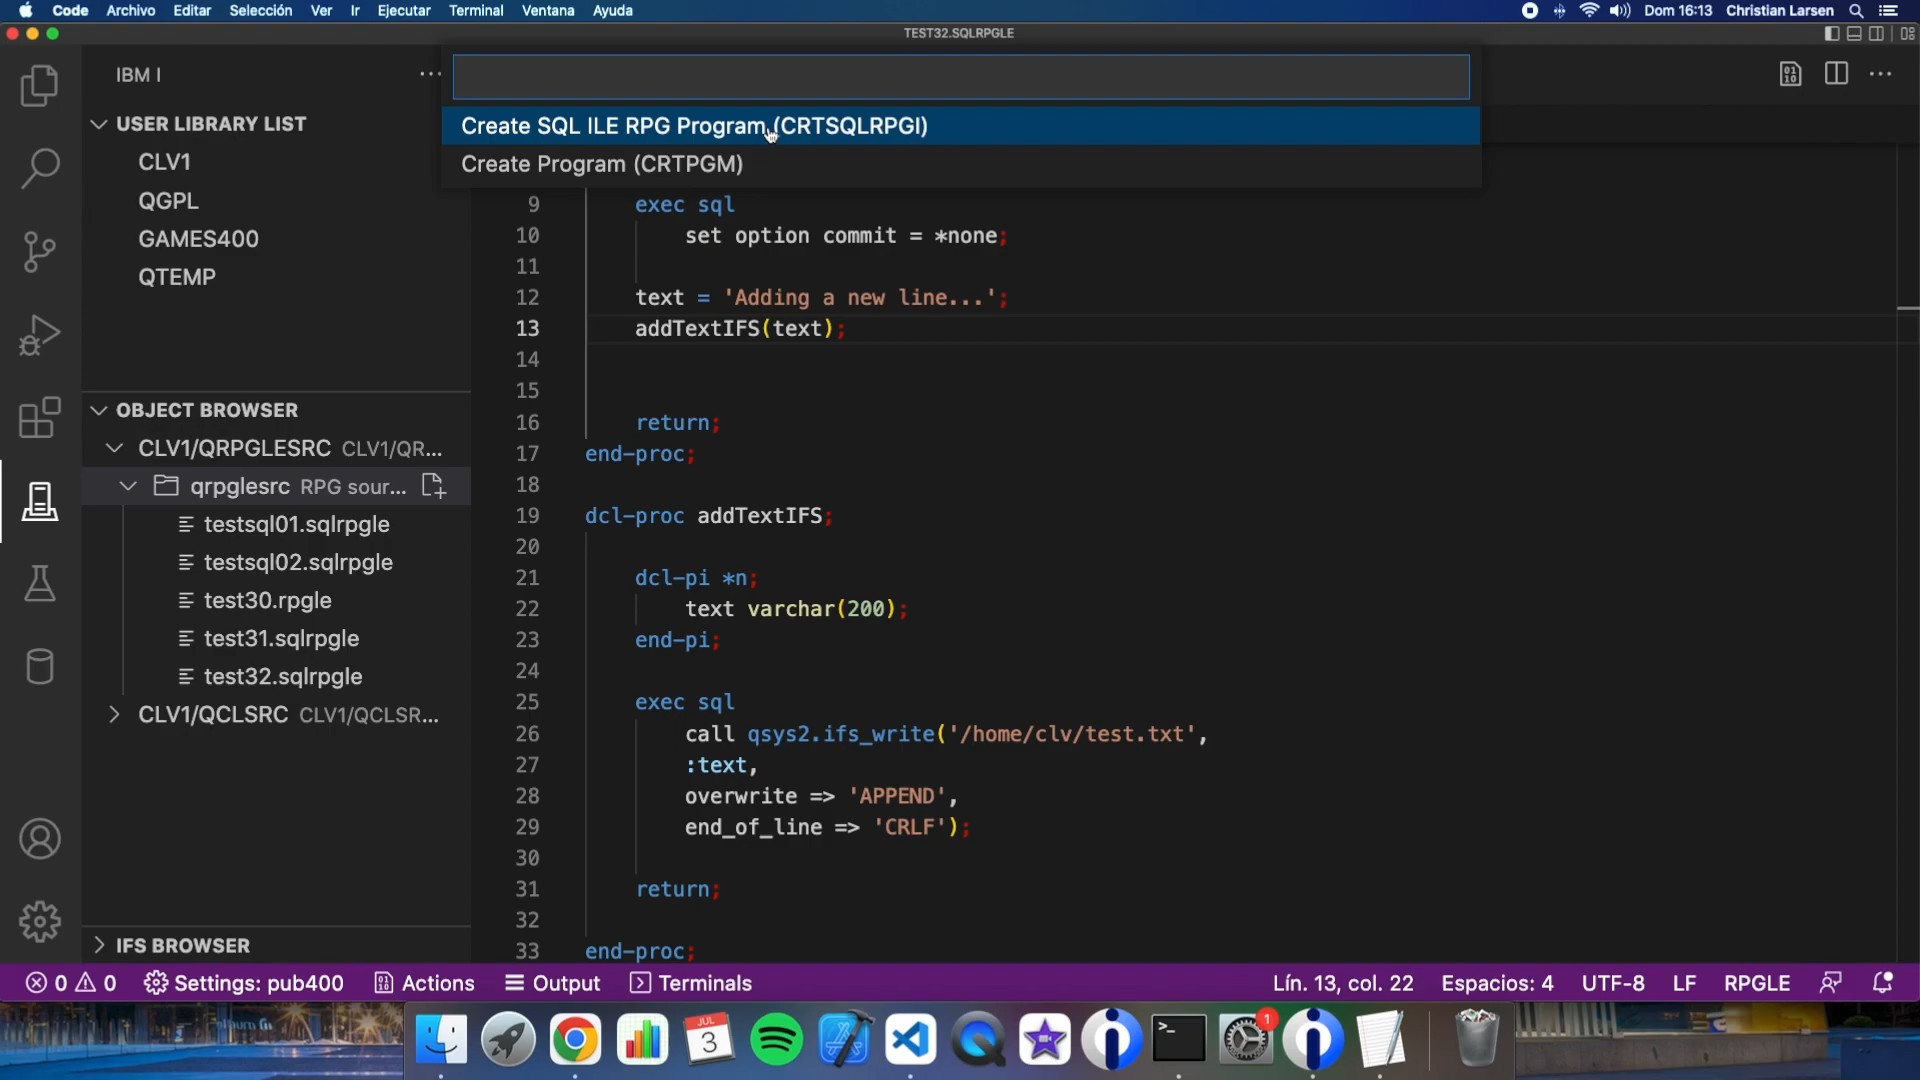 Code Archivo Editar Selección Ver Ir Ejecutar Terminal Ventana Ayuda Dom 16:13 Christian Larsen
TEST32.SQLRPGLE
IBM I
USER LIBRARY LIST
CLV1
QGPL
GAMES400
QTEMP
OBJECT BROWSER
CLV1/QRPGLESRC CLV1/QR...
qrpglesrc RPG sour...
testsql01.sqlrpgle
testsql02.sqlrpgle
test30.rpgle
test31.sqlrpgle
test32.sqlrpgle
CLV1/QCLSRC CLV1/QCLSR...
IFS BROWSER
Create SQL ILE RPG Program (CRTSQLRPGI)
Create Program (CRTPGM)
9 exec sql
10 set option commit = *none;
11
12 text = 'Adding a new line...';
13 addTextIFS(text);
14
15
16 return;
17 end-proc;
18
19 dcl-proc addTextIFS;
20
21 dcl-pi *n;
22 text varchar(200);
23 end-pi;
24
25 exec sql
26 call qsys2.ifs_write('/home/clv/test.txt',
27 :text,
28 overwrite => 'APPEND',
29 end_of_line => 'CRLF');
30
31 return;
32
33 end-proc;
0 0 Settings: pub400 Actions Output Terminals Lín. 13, col. 22 Espacios: 4 UTF-8 LF RPGLE
JUL
3
1